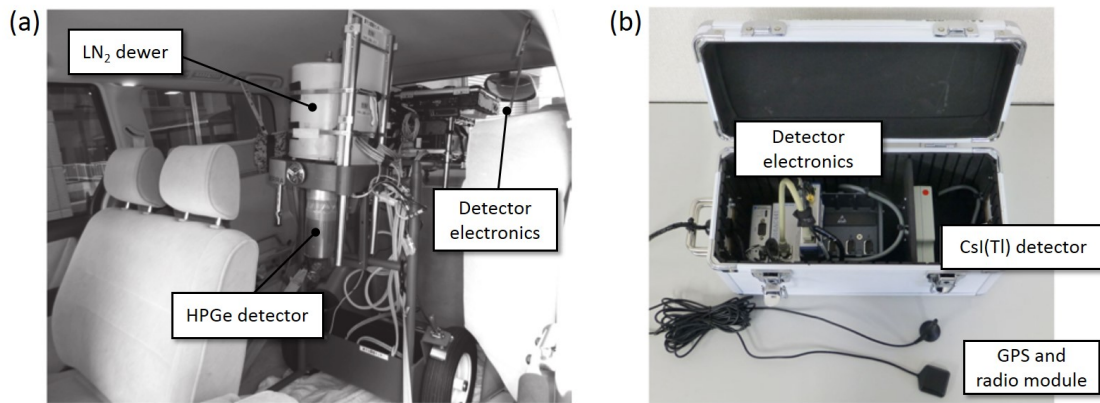 (a)
LN₂ dewer
Detector
electronics
HPGe detector
(b)
Detector
electronics
CsI(Tl) detector
GPS and
radio module